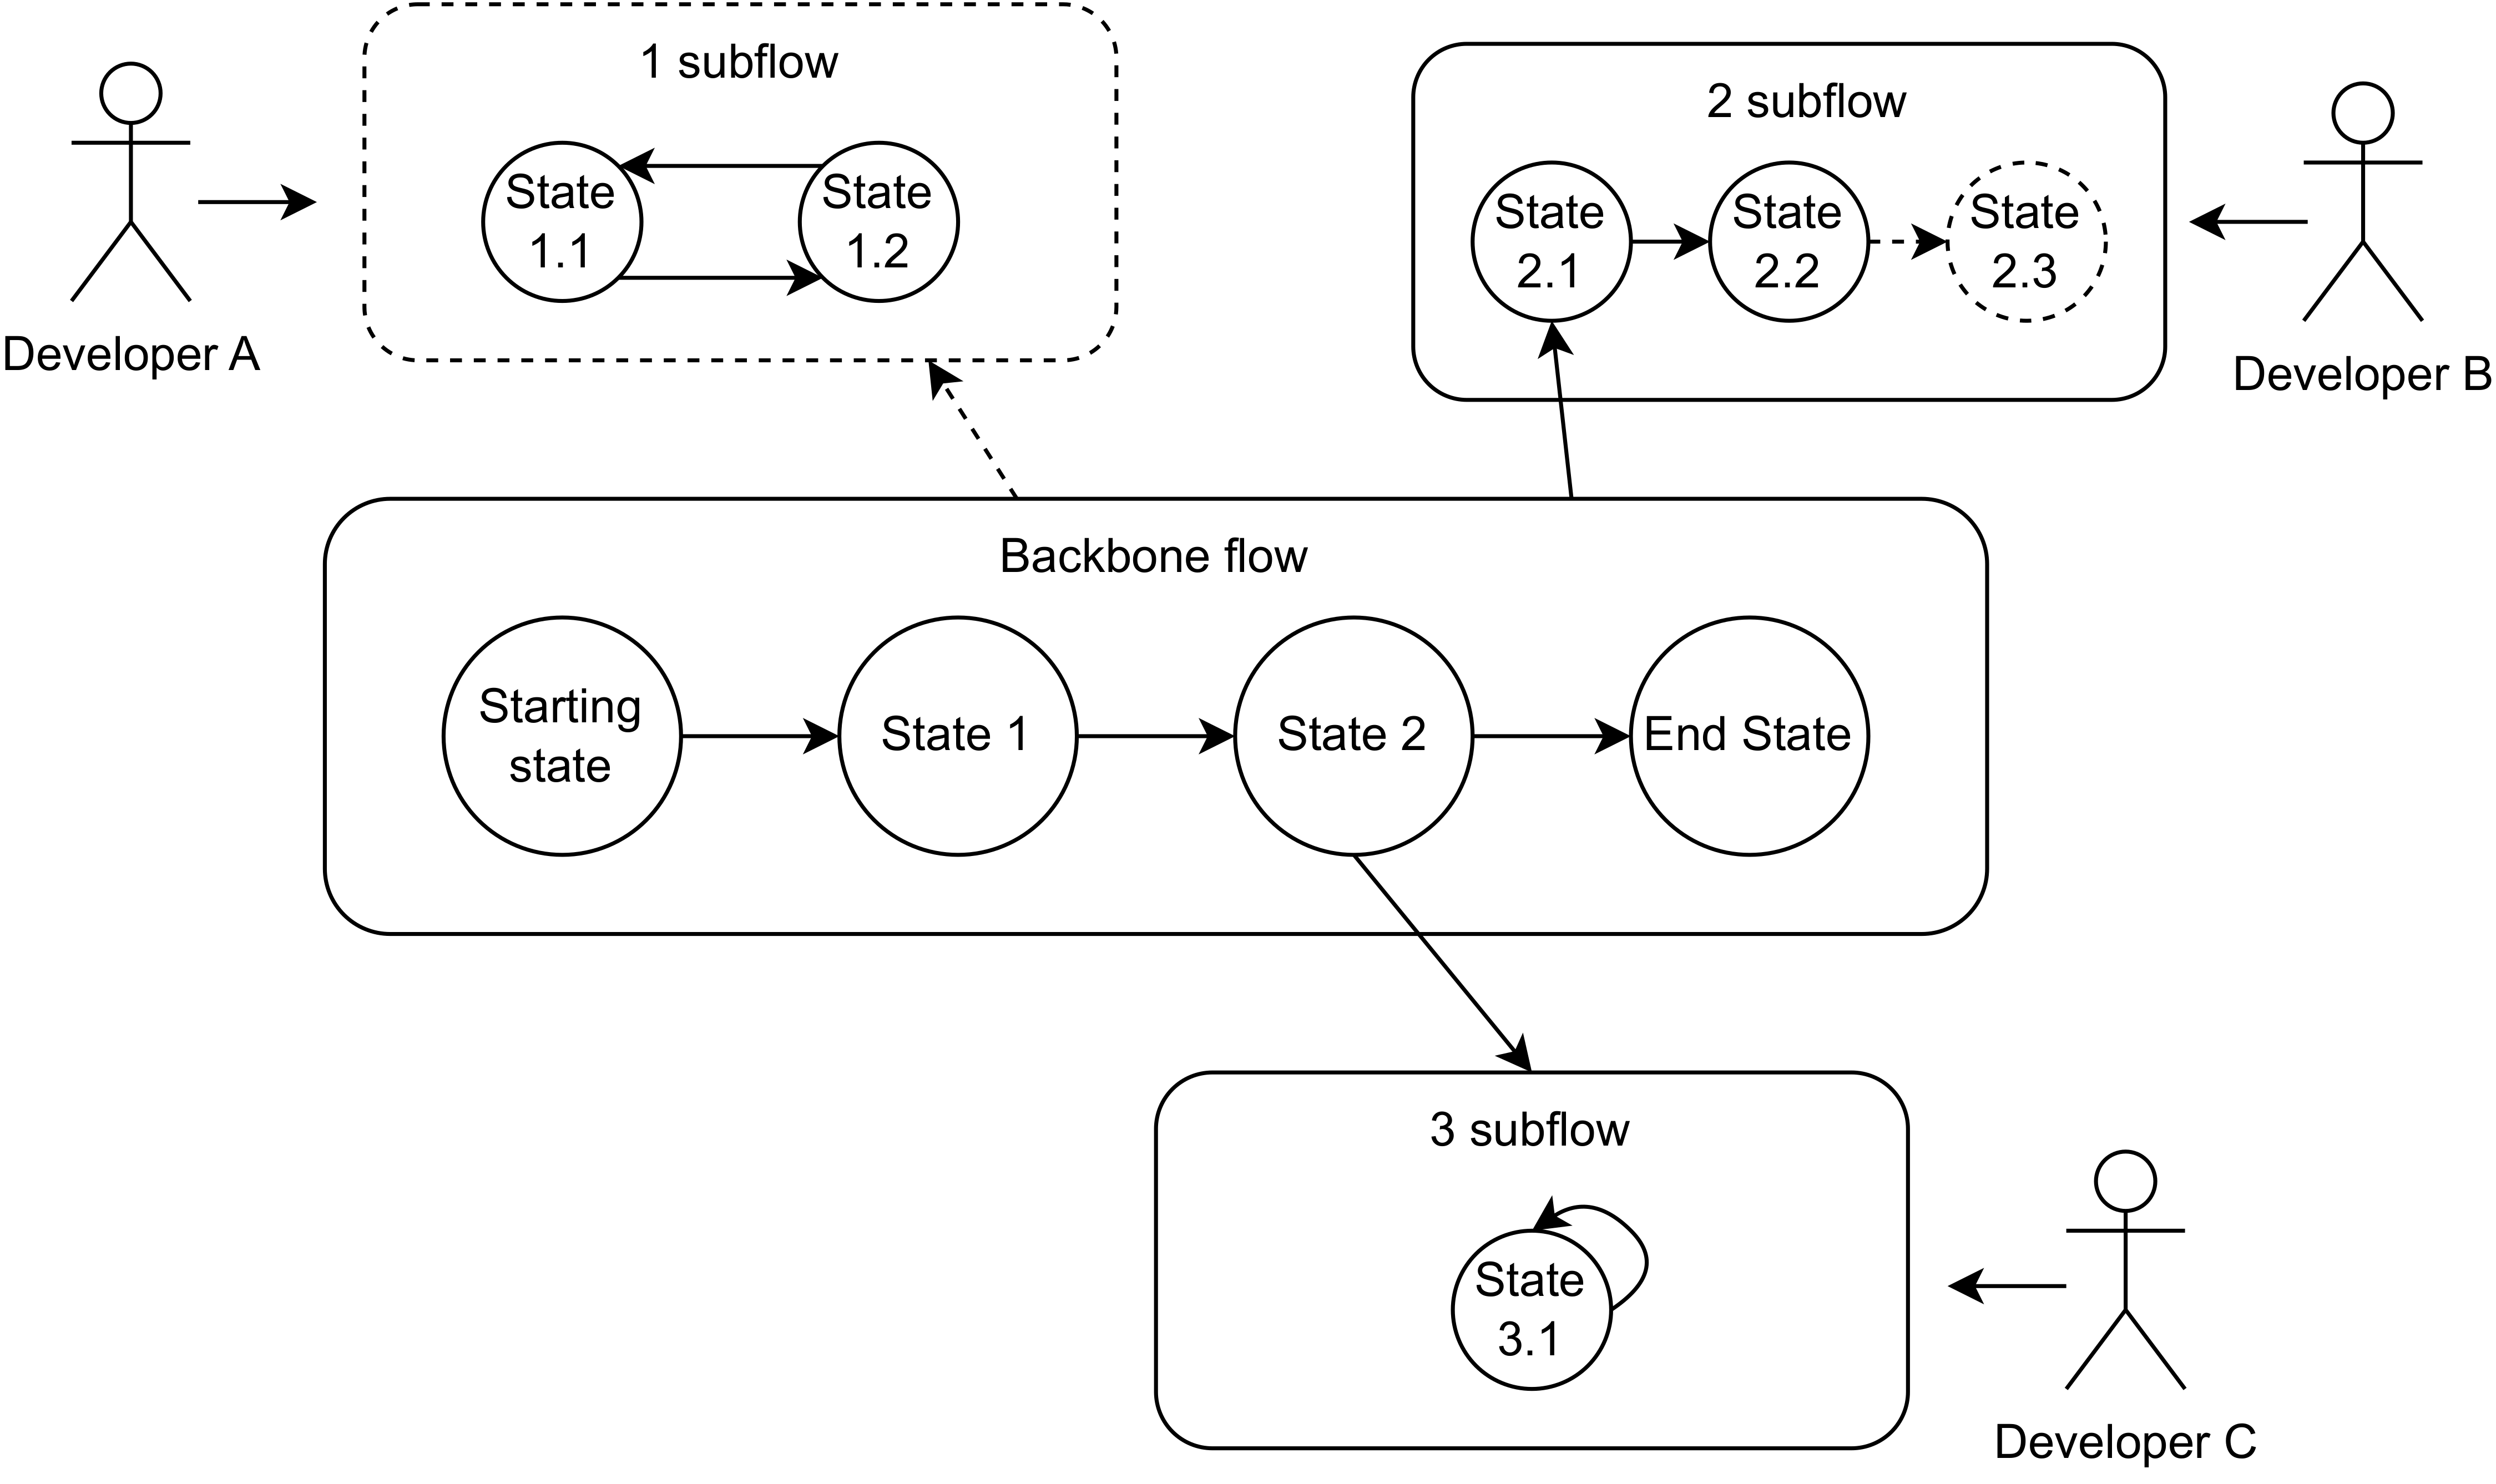 1 subflow
State
1.1
State
1.2
Developer A
2 subflow
State
2.1
State
2.2
State
2.3
Developer B
Backbone flow
Starting
state
State 1
State 2
End State
3 subflow
State
3.1
Developer C